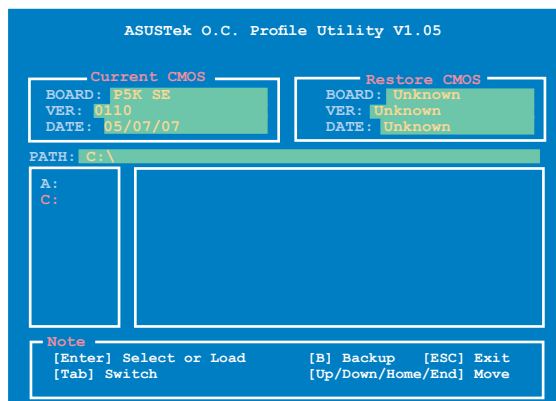 ASUSTek O.C. Profile Utility V1.05
Current CMOS
BOARD: P5K SE
VER: 0110
DATE: 05/07/07
Restore CMOS
BOARD: Unknown
VER: Unknown
DATE: Unknown
PATH: C:\
A:
C:
Note
[Enter] Select or Load [B] Backup [ESC] Exit
[Tab] Switch [Up/Down/Home/End] Move